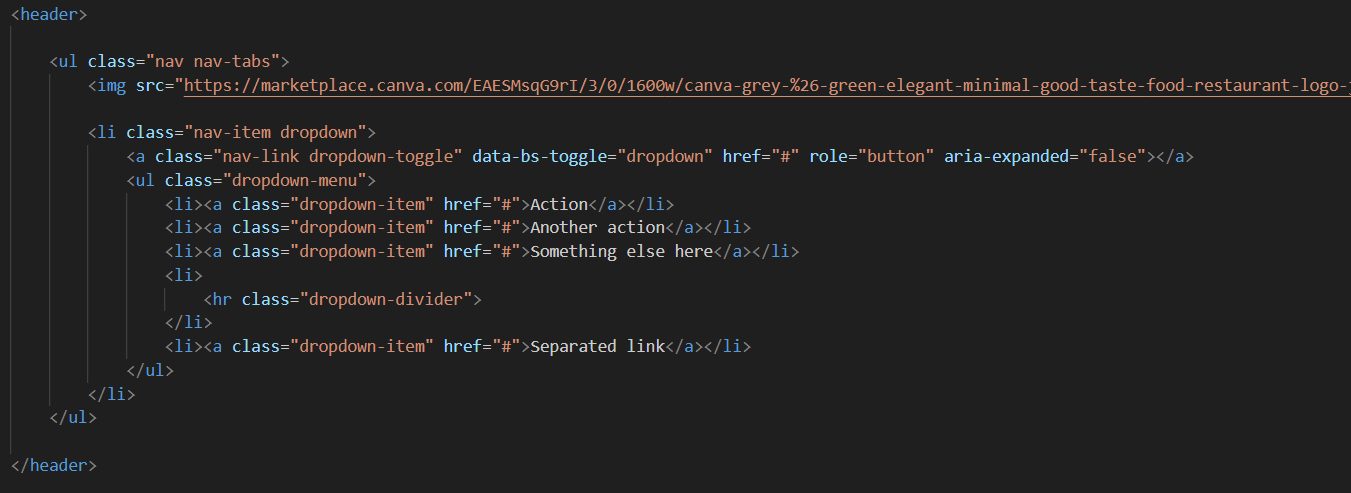 <header>
<ul class="nav nav-tabs">
<img src="https://marketplace.canva.com/EAESMsqG9rI/3/0/1600w/canva-grey-%26-green-elegant-minimal-good-taste-food-restaurant-logo-
<li class="nav-item dropdown">
<a class="nav-link dropdown-toggle" data-bs-toggle="dropdown" href="#" role="button" aria-expanded="false"></a>
<ul class="dropdown-menu">
<li><a class="dropdown-item" href="#">Action</a></li>
<li><a class="dropdown-item" href="#">Another action</a></li>
<li><a class="dropdown-item" href="#">Something else here</a></li>
<li>
<hr class="dropdown-divider">
</li>
<li><a class="dropdown-item" href="#">Separated link</a></li>
</ul>
</li>
</ul>
</header>